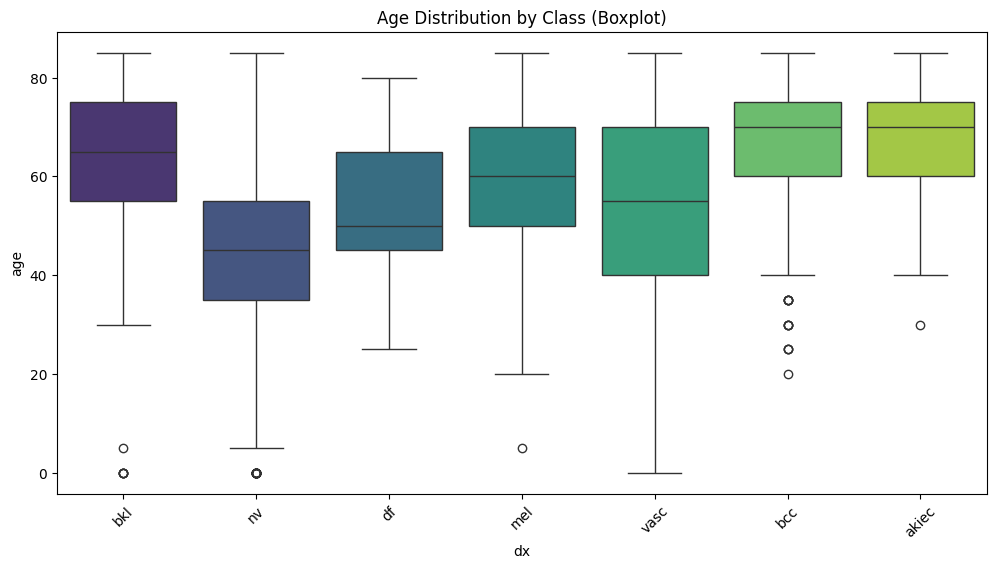 Age Distribution by Class (Boxplot)
80
60
40
20
0
age
bkl
nv
df
mel
vasc
bcc
akiec
dx